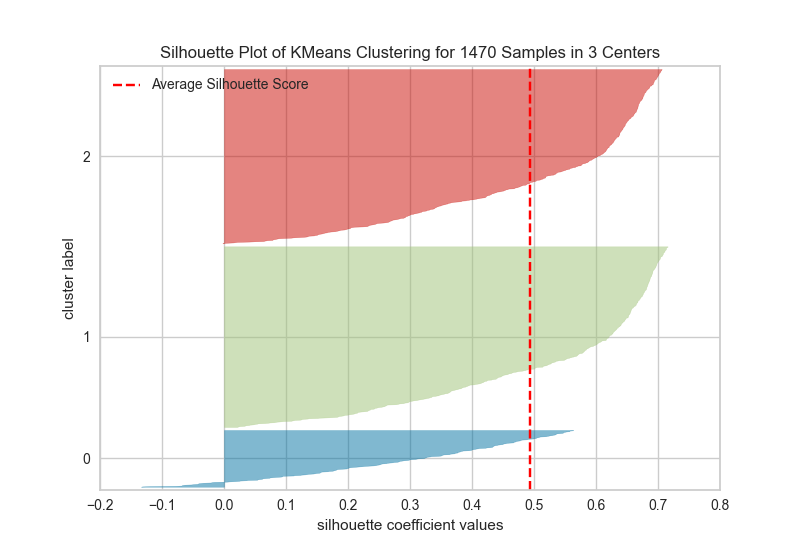 Silhouette Plot of KMeans Clustering for 1470 Samples in 3 Centers
Average Silhouette Score
2
1
0
cluster label
−0.2 −0.1 0.0 0.1 0.2 0.3 0.4 0.5 0.6 0.7 0.8
silhouette coefficient values